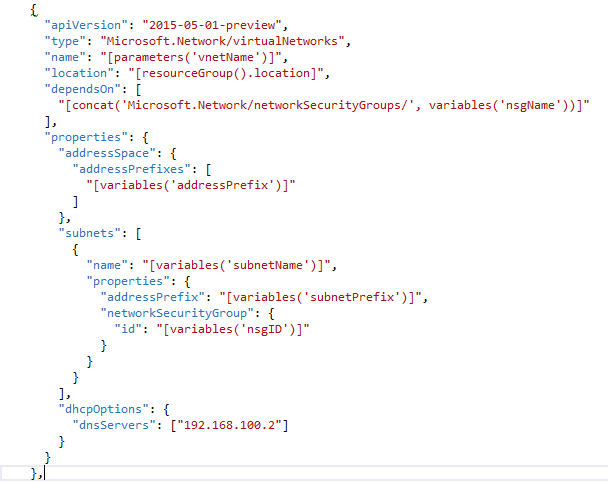 {
"apiVersion": "2015-05-01-preview",
"type": "Microsoft.Network/virtualNetworks",
"name": "[parameters('vnetName')]",
"location": "[resourceGroup().location]",
"dependsOn": [
"[concat('Microsoft.Network/networkSecurityGroups/', variables('nsgName'))]"
],
"properties": {
"addressSpace": {
"addressPrefixes": [
"[variables('addressPrefix')]"
]
},
"subnets": [
{
"name": "[variables('subnetName')]",
"properties": {
"addressPrefix": "[variables('subnetPrefix')]",
"networkSecurityGroup": {
"id": "[variables('nsgID')]"
}
}
}
],
"dhcpOptions": {
"dnsServers": ["192.168.100.2"]
}
}
},